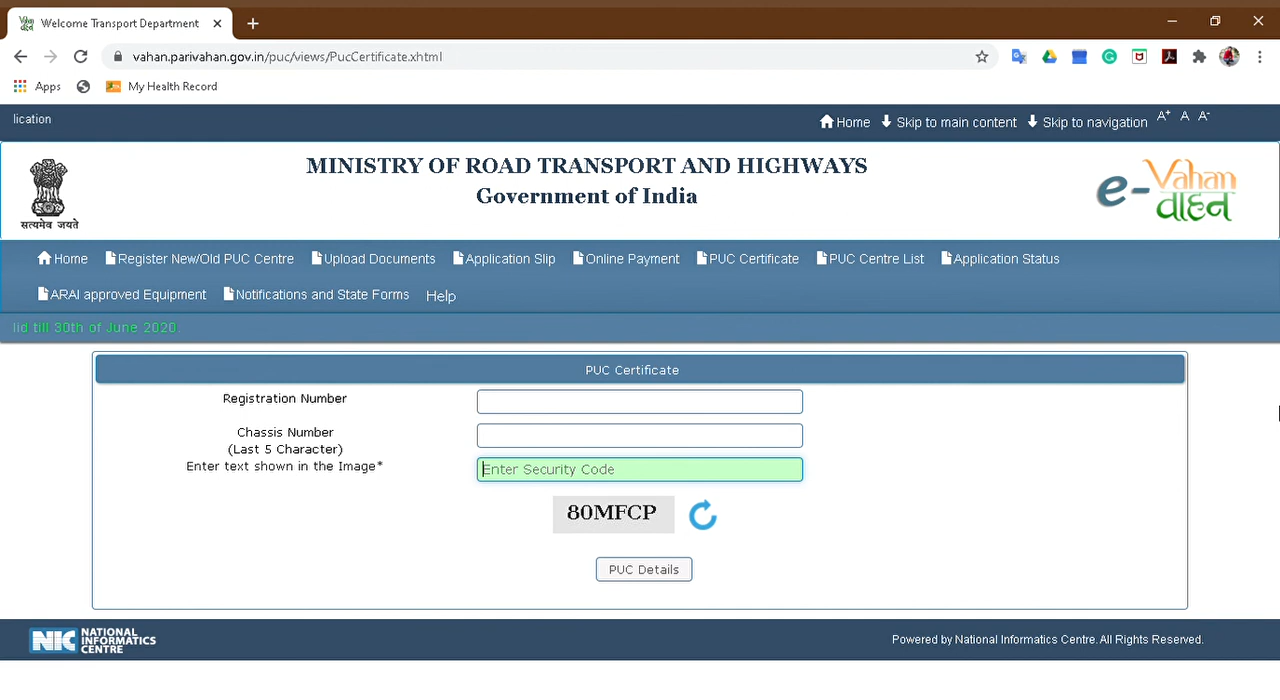 Welcome Transport Department
vahan.parivahan.gov.in/puc/views/PucCertificate.xhtml
Apps My Health Record
lication Home Skip to main content Skip to navigation A+ A A-
MINISTRY OF ROAD TRANSPORT AND HIGHWAYS
Government of India
सत्यमेव जयते
e-Vahan
वाहन
Home Register New/Old PUC Centre Upload Documents Application Slip Online Payment PUC Certificate PUC Centre List Application Status
ARAI approved Equipment Notifications and State Forms Help
lid till 30th of June 2020.
PUC Certificate
Registration Number
Chassis Number
(Last 5 Character)
Enter text shown in the Image* Enter Security Code
80MFCP
PUC Details
NIC NATIONAL
INFORMATICS
CENTRE
Powered by National Informatics Centre. All Rights Reserved.